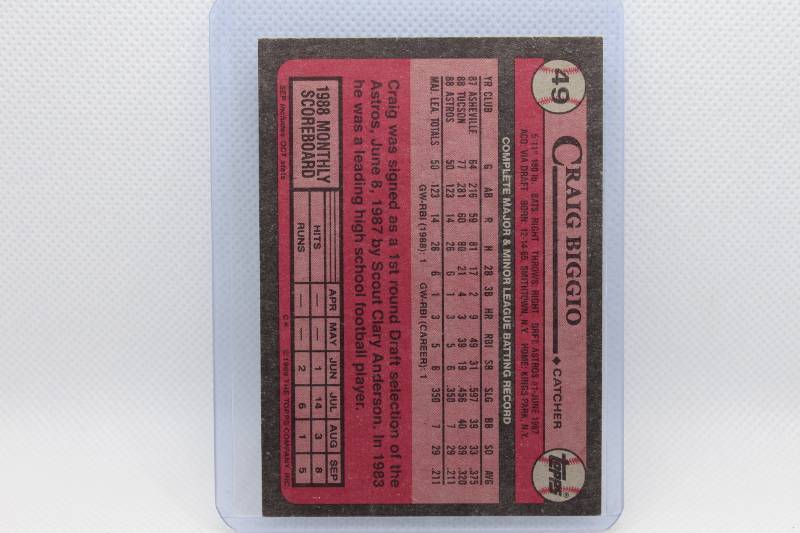 49
CRAIG BIGGIO ♦ CATCHER
TOPPS®
5'11" 180 lb. BATS: RIGHT THROWS: RIGHT DRFT: ASTROS #1-JUNE 1987
ACQ: VIA DRAFT BORN: 12-14-65, SMITHTOWN, N.Y. HOME: KINGS PARK, N.Y.
COMPLETE MAJOR & MINOR LEAGUE BATTING RECORD
YR CLUB G AB R H 2B 3B HR RBI SB SLG BB SO AVG
87 ASHEVILLE 64 216 59 81 17 2 9 49 31 .597 39 33 .375
88 TUCSON 77 281 60 90 21 4 3 39 19 .456 40 39 .320
88 ASTROS 50 123 14 26 6 1 3 5 6 .350 7 29 .211
MAJ. LEA. TOTALS 50 123 14 26 6 1 3 5 6 .350 7 29 .211
GW-RBI (1988): 1 GW-RBI (CAREER): 1
Craig was signed as a 1st round Draft selection of the
Astros, June 8, 1987 by Scout Clary Anderson. In 1983
he was a leading high school football player.
1988 MONTHLY
SCOREBOARD
APR MAY JUN JUL AUG SEP
HITS — — 1 14 3 8
RUNS — — 2 6 1 5
SEP includes OCT stats
C* ©1989 THE TOPPS COMPANY, INC.